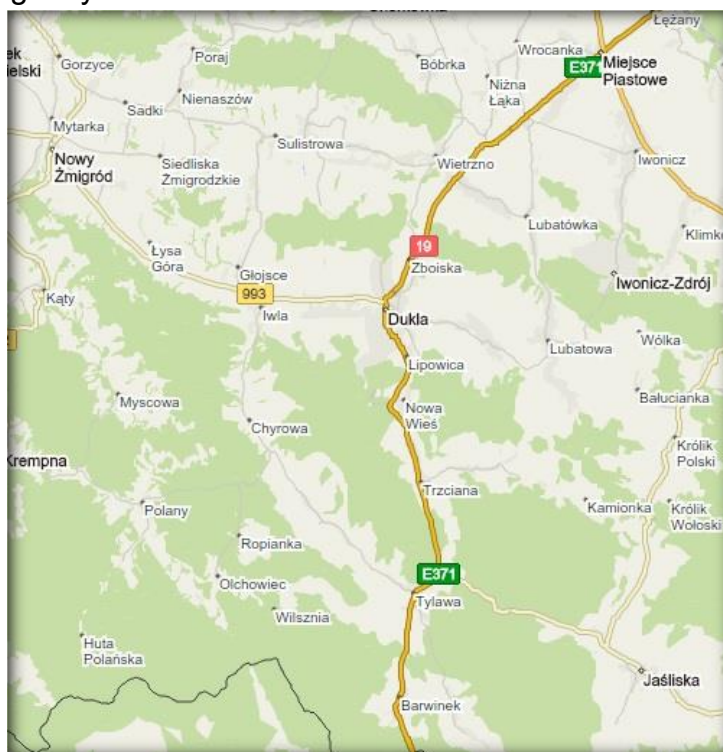 Łężany
Wrocanka
Poraj
Bóbrka
Gorzyce
E371
Miejsce
Piastowe
ielski
Niżna
Łąka
Nienaszów
Sadki
Mytarka
Sulistrowa
Nowy
Żmigród
Siedliska
Żmigrodzkie
Wietrzno
Iwonicz
Lubatówka
Klimk
19
Łysa
Góra
Głojsce
Zboiska
Iwonicz-Zdrój
993
Kąty
Iwla
Dukla
Wólka
Lubatowa
Lipowica
Myscowa
Nowa
Wieś
Bałucianka
Chyrowa
Królik
Polski
Krempna
Trzciana
Polany
Kamionka
Królik
Wołoski
Ropianka
E371
Olchowiec
Tylawa
Wilsznia
Huta
Polańska
Jaśliska
Barwinek